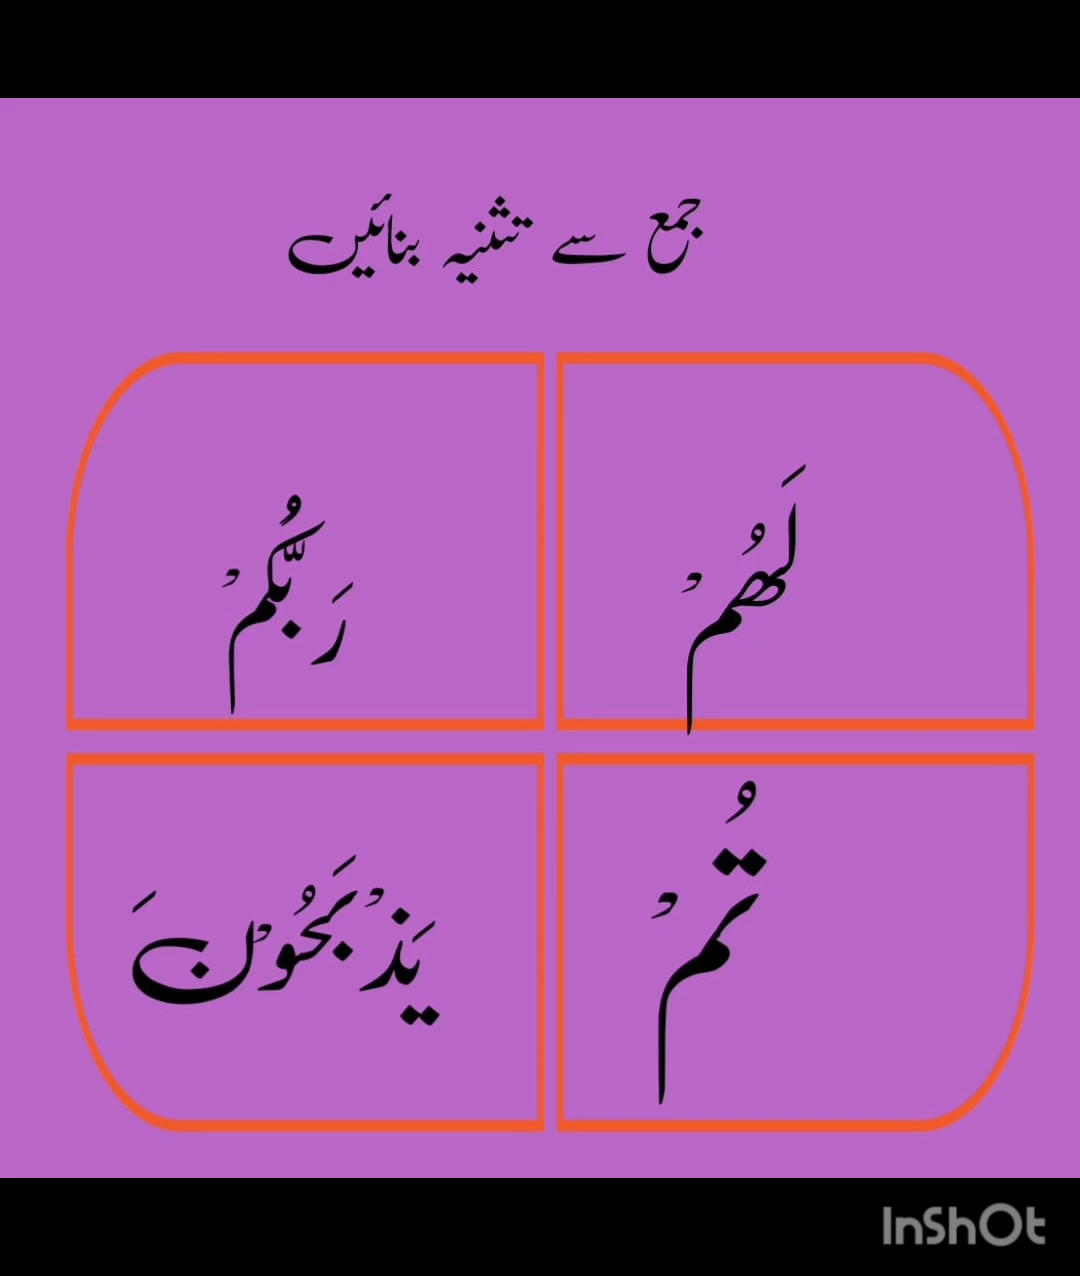 جمع سے تثنیہ بنائیں
لَهُمْ
رَبُّكُمْ
تُمْ
يَذْبَحُوْنَ
InShOt